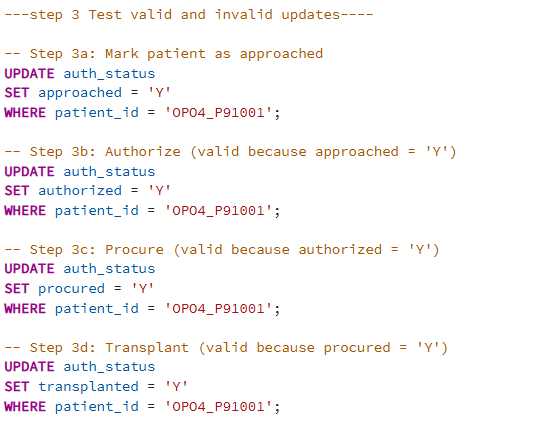 ---step 3 Test valid and invalid updates----
-- Step 3a: Mark patient as approached
UPDATE auth_status
SET approached = 'Y'
WHERE patient_id = 'OPO4_P91001';
-- Step 3b: Authorize (valid because approached = 'Y')
UPDATE auth_status
SET authorized = 'Y'
WHERE patient_id = 'OPO4_P91001';
-- Step 3c: Procure (valid because authorized = 'Y')
UPDATE auth_status
SET procured = 'Y'
WHERE patient_id = 'OPO4_P91001';
-- Step 3d: Transplant (valid because procured = 'Y')
UPDATE auth_status
SET transplanted = 'Y'
WHERE patient_id = 'OPO4_P91001';